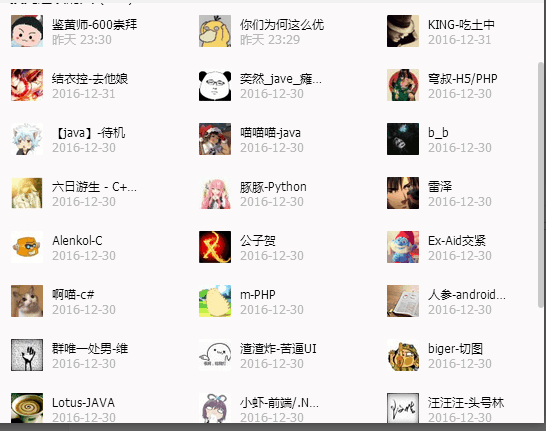 鉴黄师-600崇拜
昨天 23:30
你们为何这么优
昨天 23:29
KING-吃土中
2016-12-31
结衣控-去他娘
2016-12-31
奕然_jave_瘫...
2016-12-30
穹叔-H5/PHP
2016-12-30
【java】-待机
2016-12-30
喵喵喵-java
2016-12-30
b_b
2016-12-30
六日游生 - C+...
2016-12-30
豚豚-Python
2016-12-30
雷泽
2016-12-30
Alenkol-C
2016-12-30
公子贺
2016-12-30
Ex-Aid交紧
2016-12-30
啊喵-c#
2016-12-30
m-PHP
2016-12-30
人参-android...
2016-12-30
群唯一处男-维
2016-12-30
渣渣炸-苦逼UI
2016-12-30
biger-切图
2016-12-30
Lotus-JAVA
2016-12-30
小虾-前端/.N...
2016-12-30
汪汪汪-头号林
2016-12-30